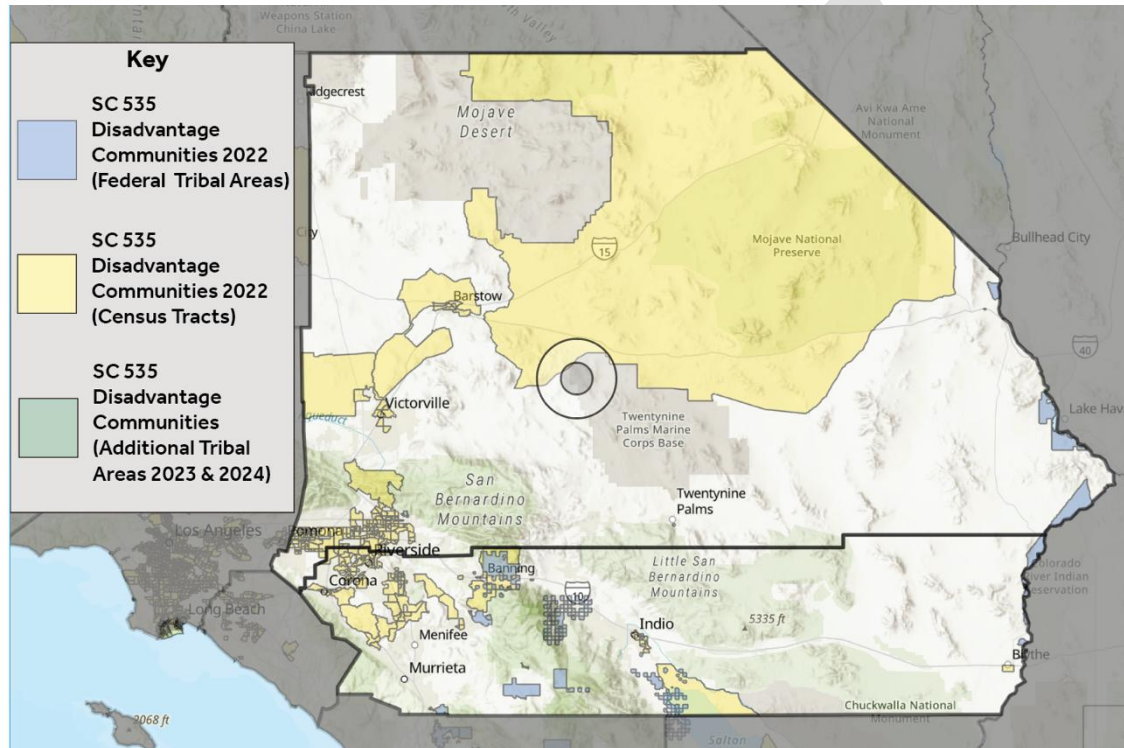 Weapons Station
China Lake
Key
SC 535
Disadvantage
Communities 2022
(Federal Tribal Areas)
SC 535
Disadvantage
Communities 2022
(Census Tracts)
SC 535
Disadvantage
Communities
(Additional Tribal
Areas 2023 & 2024)
Valley
dgecrest
Mojave
Desert
Avi Kwa Ame
National
Monument
City
15
Mojave National
Preserve
Bullhead City
Barstow
40
Victorville
Aqueduct
Twentynine
Palms Marine
Corps Base
Lake Hav
San
Bernardino
Mountains
Twentynine
Palms
Los Angeles
Pomona
Riverside
Corona
Banning
Little San
Bernardino
Mountains
Colorado
River Indian
Reservation
Long Beach
10
Indio
5335 ft
Menifee
Murrieta
Blythe
Chuckwalla National
Monument
2068 ft
Salton